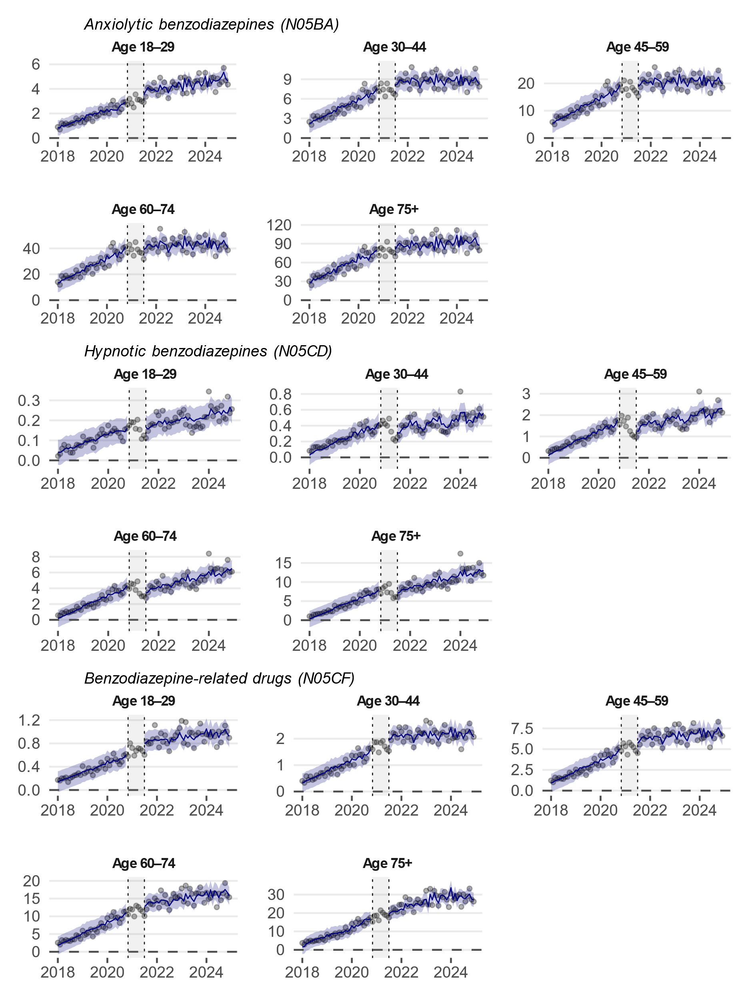 Anxiolytic benzodiazepines (N05BA)
Age 18–29
Age 30–44
Age 45–59
6
4
2
0
2018 2020 2022 2024
9
6
3
0
2018 2020 2022 2024
20
10
0
2018 2020 2022 2024
Age 60–74
Age 75+
40
20
0
2018 2020 2022 2024
120
90
60
30
0
2018 2020 2022 2024
Hypnotic benzodiazepines (N05CD)
Age 18–29
Age 30–44
Age 45–59
0.3
0.2
0.1
0.0
2018 2020 2022 2024
0.8
0.6
0.4
0.2
0.0
2018 2020 2022 2024
3
2
1
0
2018 2020 2022 2024
Age 60–74
Age 75+
8
6
4
2
0
2018 2020 2022 2024
15
10
5
0
2018 2020 2022 2024
Benzodiazepine-related drugs (N05CF)
Age 18–29
Age 30–44
Age 45–59
1.2
0.8
0.4
0.0
2018 2020 2022 2024
2
1
0
2018 2020 2022 2024
7.5
5.0
2.5
0.0
2018 2020 2022 2024
Age 60–74
Age 75+
20
15
10
5
0
2018 2020 2022 2024
30
20
10
0
2018 2020 2022 2024